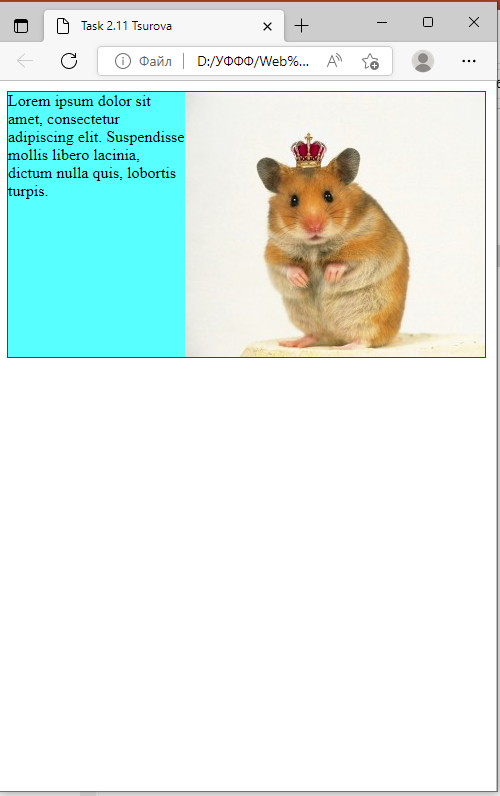 Task 2.11 Tsurova
Файл D:/УФФФ/Web%...
Lorem ipsum dolor sit
amet, consectetur
adipiscing elit. Suspendisse
mollis libero lacinia,
dictum nulla quis, lobortis
turpis.